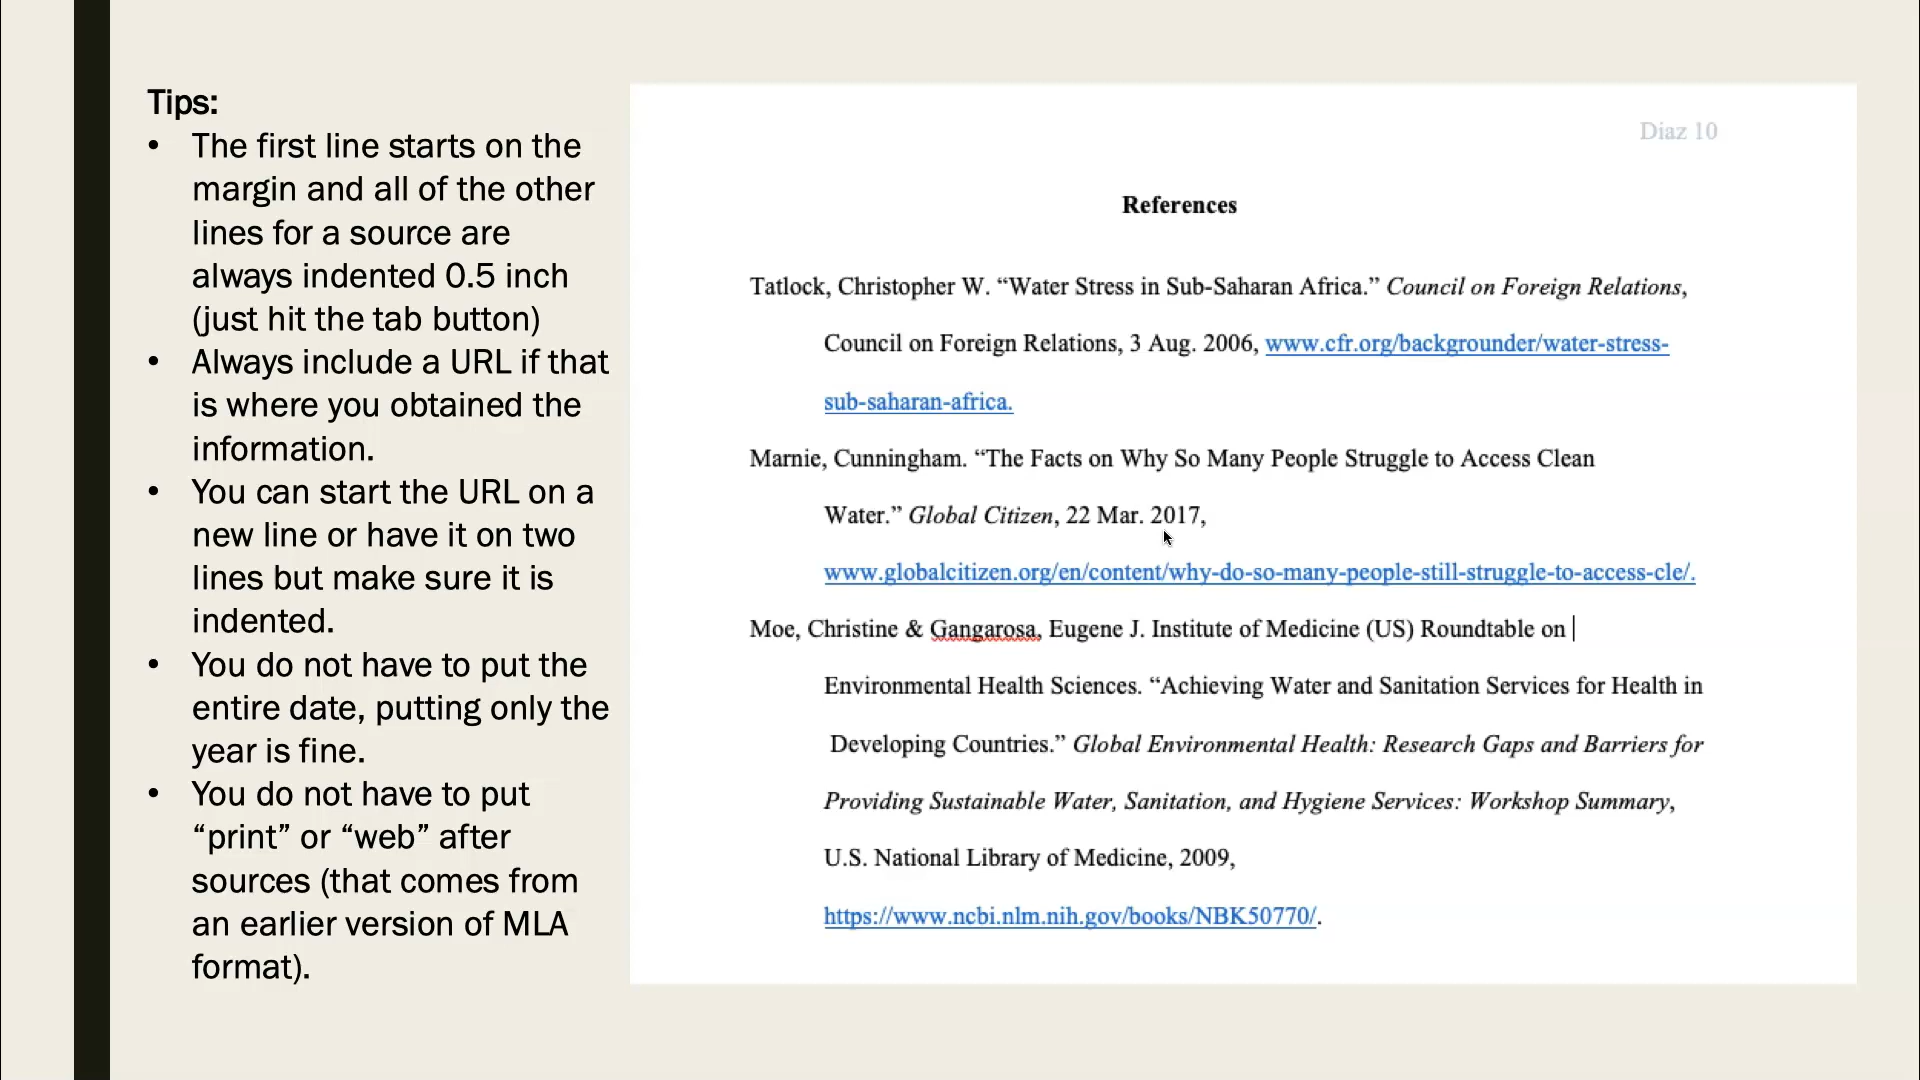 Tips:
• The first line starts on the
margin and all of the other
lines for a source are
always indented 0.5 inch
(just hit the tab button)
• Always include a URL if that
is where you obtained the
information.
• You can start the URL on a
new line or have it on two
lines but make sure it is
indented.
• You do not have to put the
entire date, putting only the
year is fine.
• You do not have to put
“print” or “web” after
sources (that comes from
an earlier version of MLA
format).
Diaz 10
References
Tatlock, Christopher W. “Water Stress in Sub-Saharan Africa.” Council on Foreign Relations,
Council on Foreign Relations, 3 Aug. 2006, www.cfr.org/backgrounder/water-stress-
sub-saharan-africa.
Marnie, Cunningham. “The Facts on Why So Many People Struggle to Access Clean
Water.” Global Citizen, 22 Mar. 2017,
www.globalcitizen.org/en/content/why-do-so-many-people-still-struggle-to-access-cle/.
Moe, Christine & Gangarosa, Eugene J. Institute of Medicine (US) Roundtable on
Environmental Health Sciences. “Achieving Water and Sanitation Services for Health in
Developing Countries.” Global Environmental Health: Research Gaps and Barriers for
Providing Sustainable Water, Sanitation, and Hygiene Services: Workshop Summary,
U.S. National Library of Medicine, 2009,
https://www.ncbi.nlm.nih.gov/books/NBK50770/.